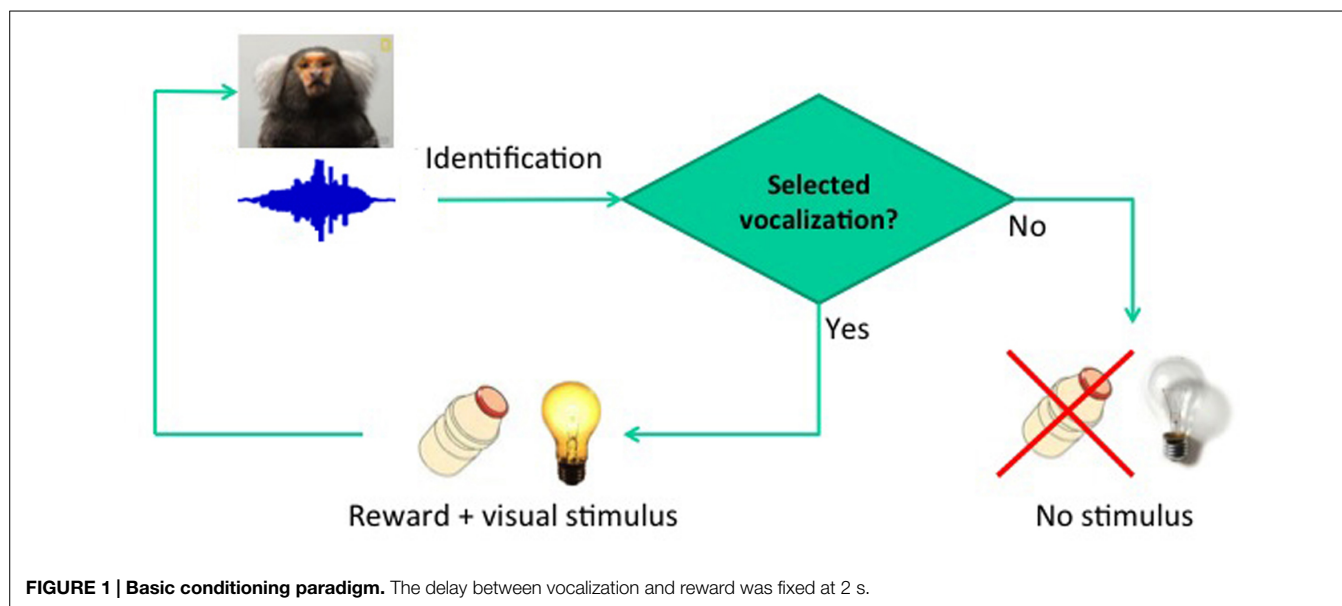 Identification
Selected
vocalization?
No
Yes
Reward + visual stimulus
No stimulus
FIGURE 1 | Basic conditioning paradigm. The delay between vocalization and reward was fixed at 2 s.